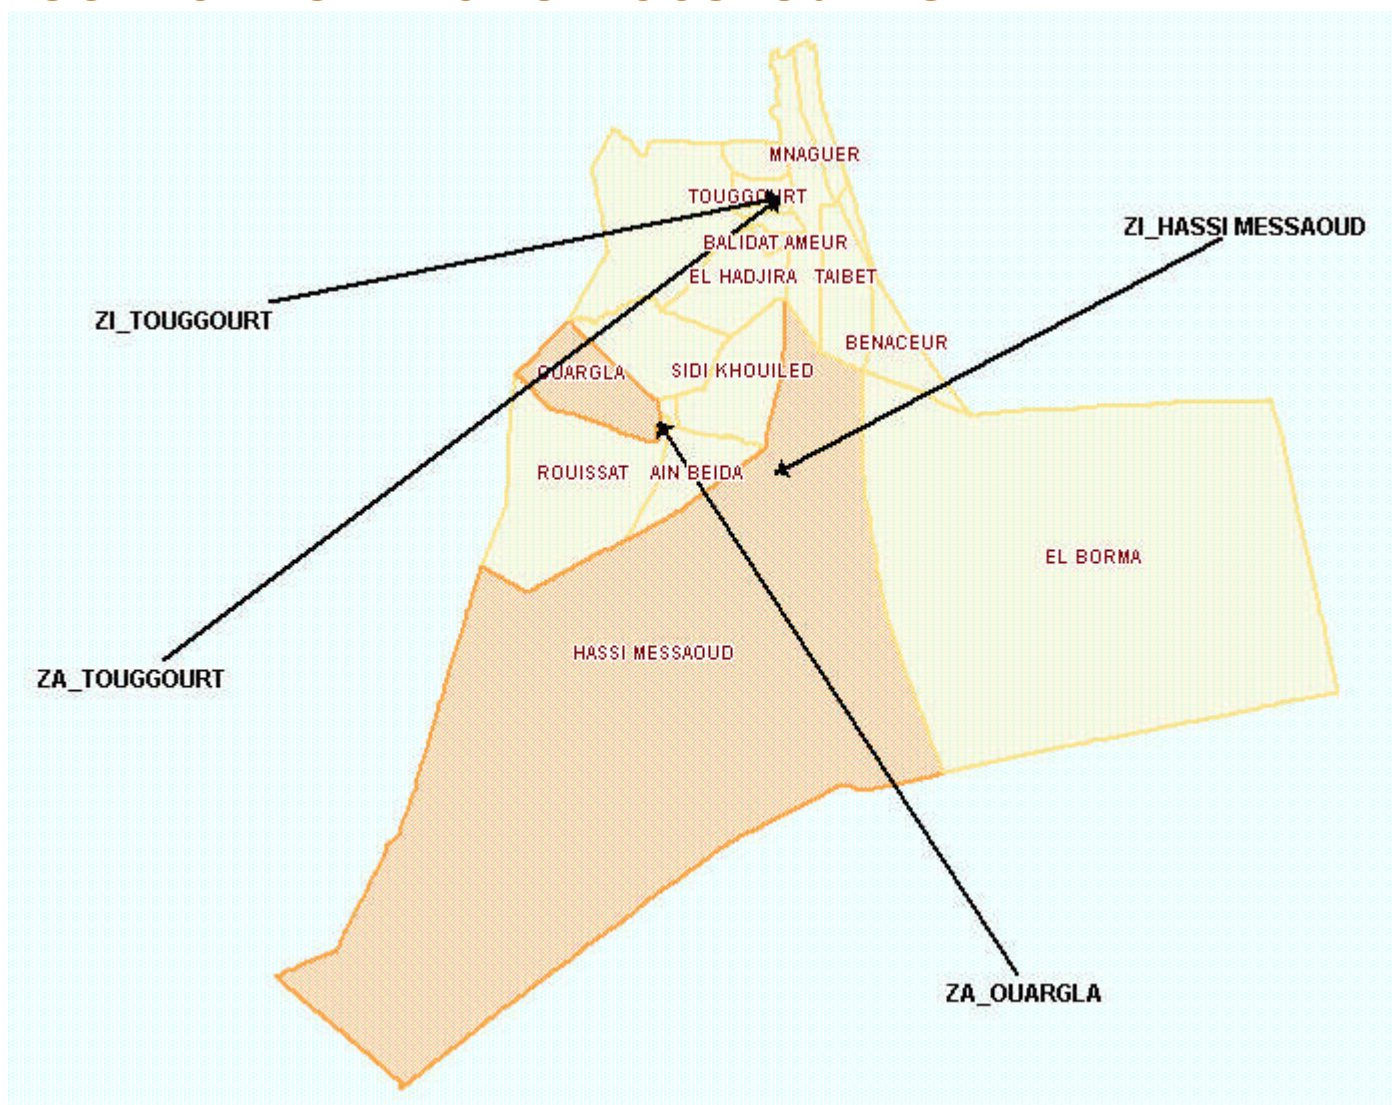 MNAGUER
TOUGGOURT
ZI_HASSI MESSAOUD
BALIDAT AMEUR
EL HADJIRA TAIBET
ZI_TOUGGOURT
BENACEUR
OUARGLA
SIDI KHOUILED
ROUISSAT AIN BEIDA
EL BORMA
HASSI MESSAOUD
ZA_TOUGGOURT
ZA_OUARGLA